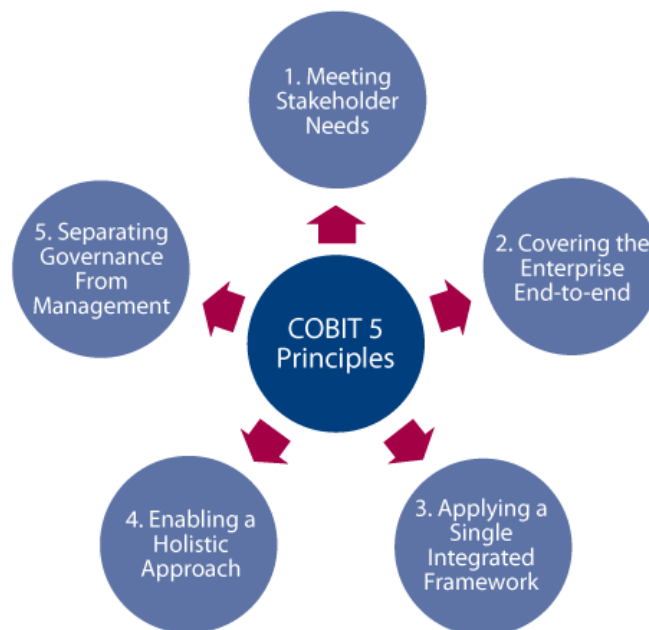 1. Meeting
Stakeholder
Needs
2. Covering the
Enterprise
End-to-end
3. Applying a
Single
Integrated
Framework
4. Enabling a
Holistic
Approach
5. Separating
Governance
From
Management
COBIT 5
Principles